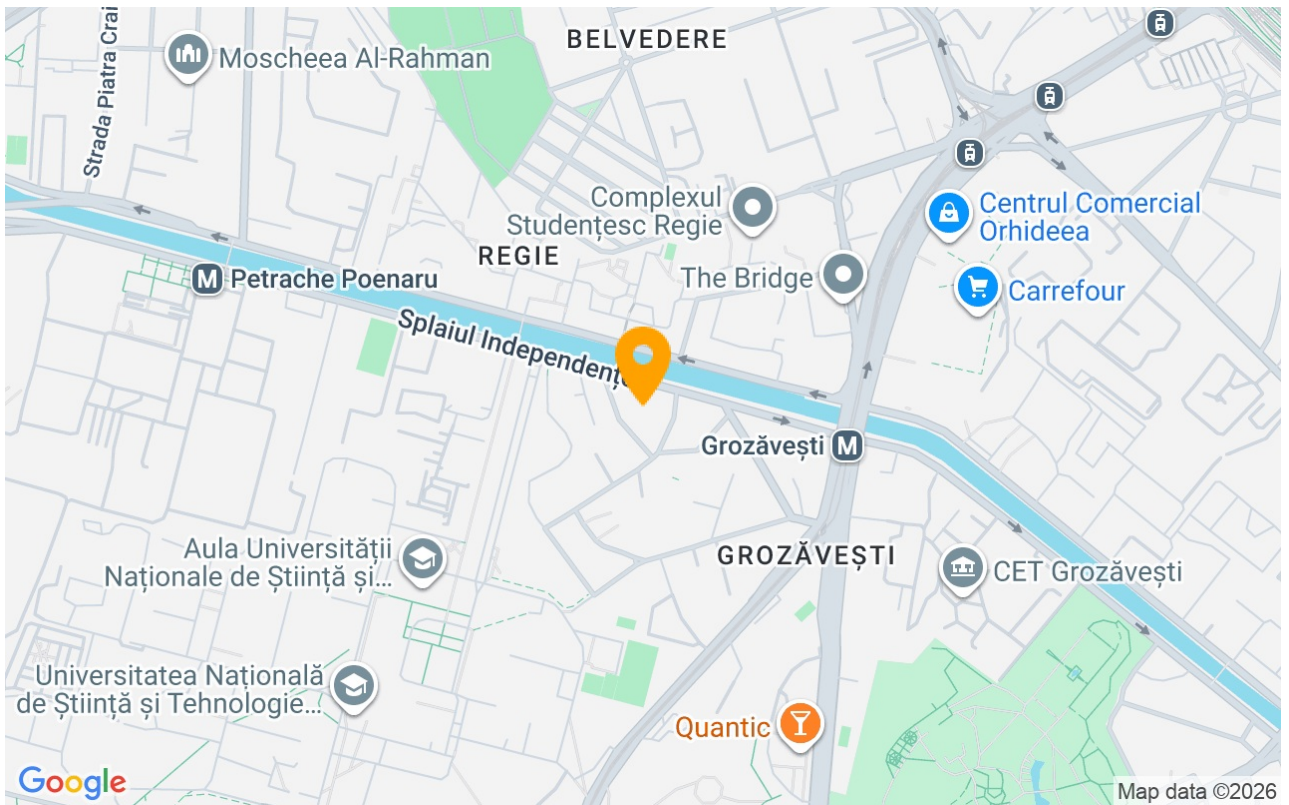 Strada Piatra Crai
Moscheea Al-Rahman
BELVEDERE
Complexul
Studențesc Regie
Centrul Comercial
Orhideea
REGIE
M Petrache Poenaru
The Bridge
Carrefour
Splaiul Independenț
Grozăvești M
Aula Universității
Naționale de Știință și...
GROZĂVEȘTI
CET Grozăvești
Universitatea Națională
de Știință și Tehnologie...
Quantic
Google
Map data ©2026